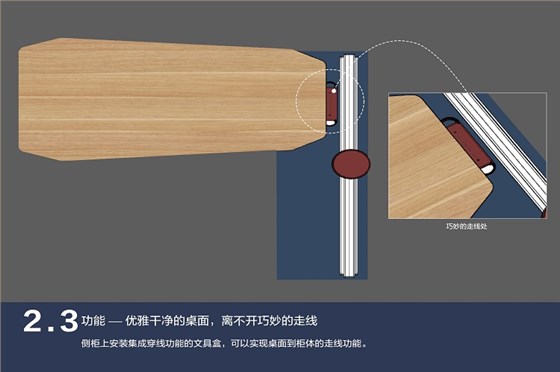 巧妙的走线处
2.3 功能 — 优雅干净的桌面，离不开巧妙的走线
侧柜上安装集成穿线功能的文具盒，可以实现桌面到柜体的走线功能。